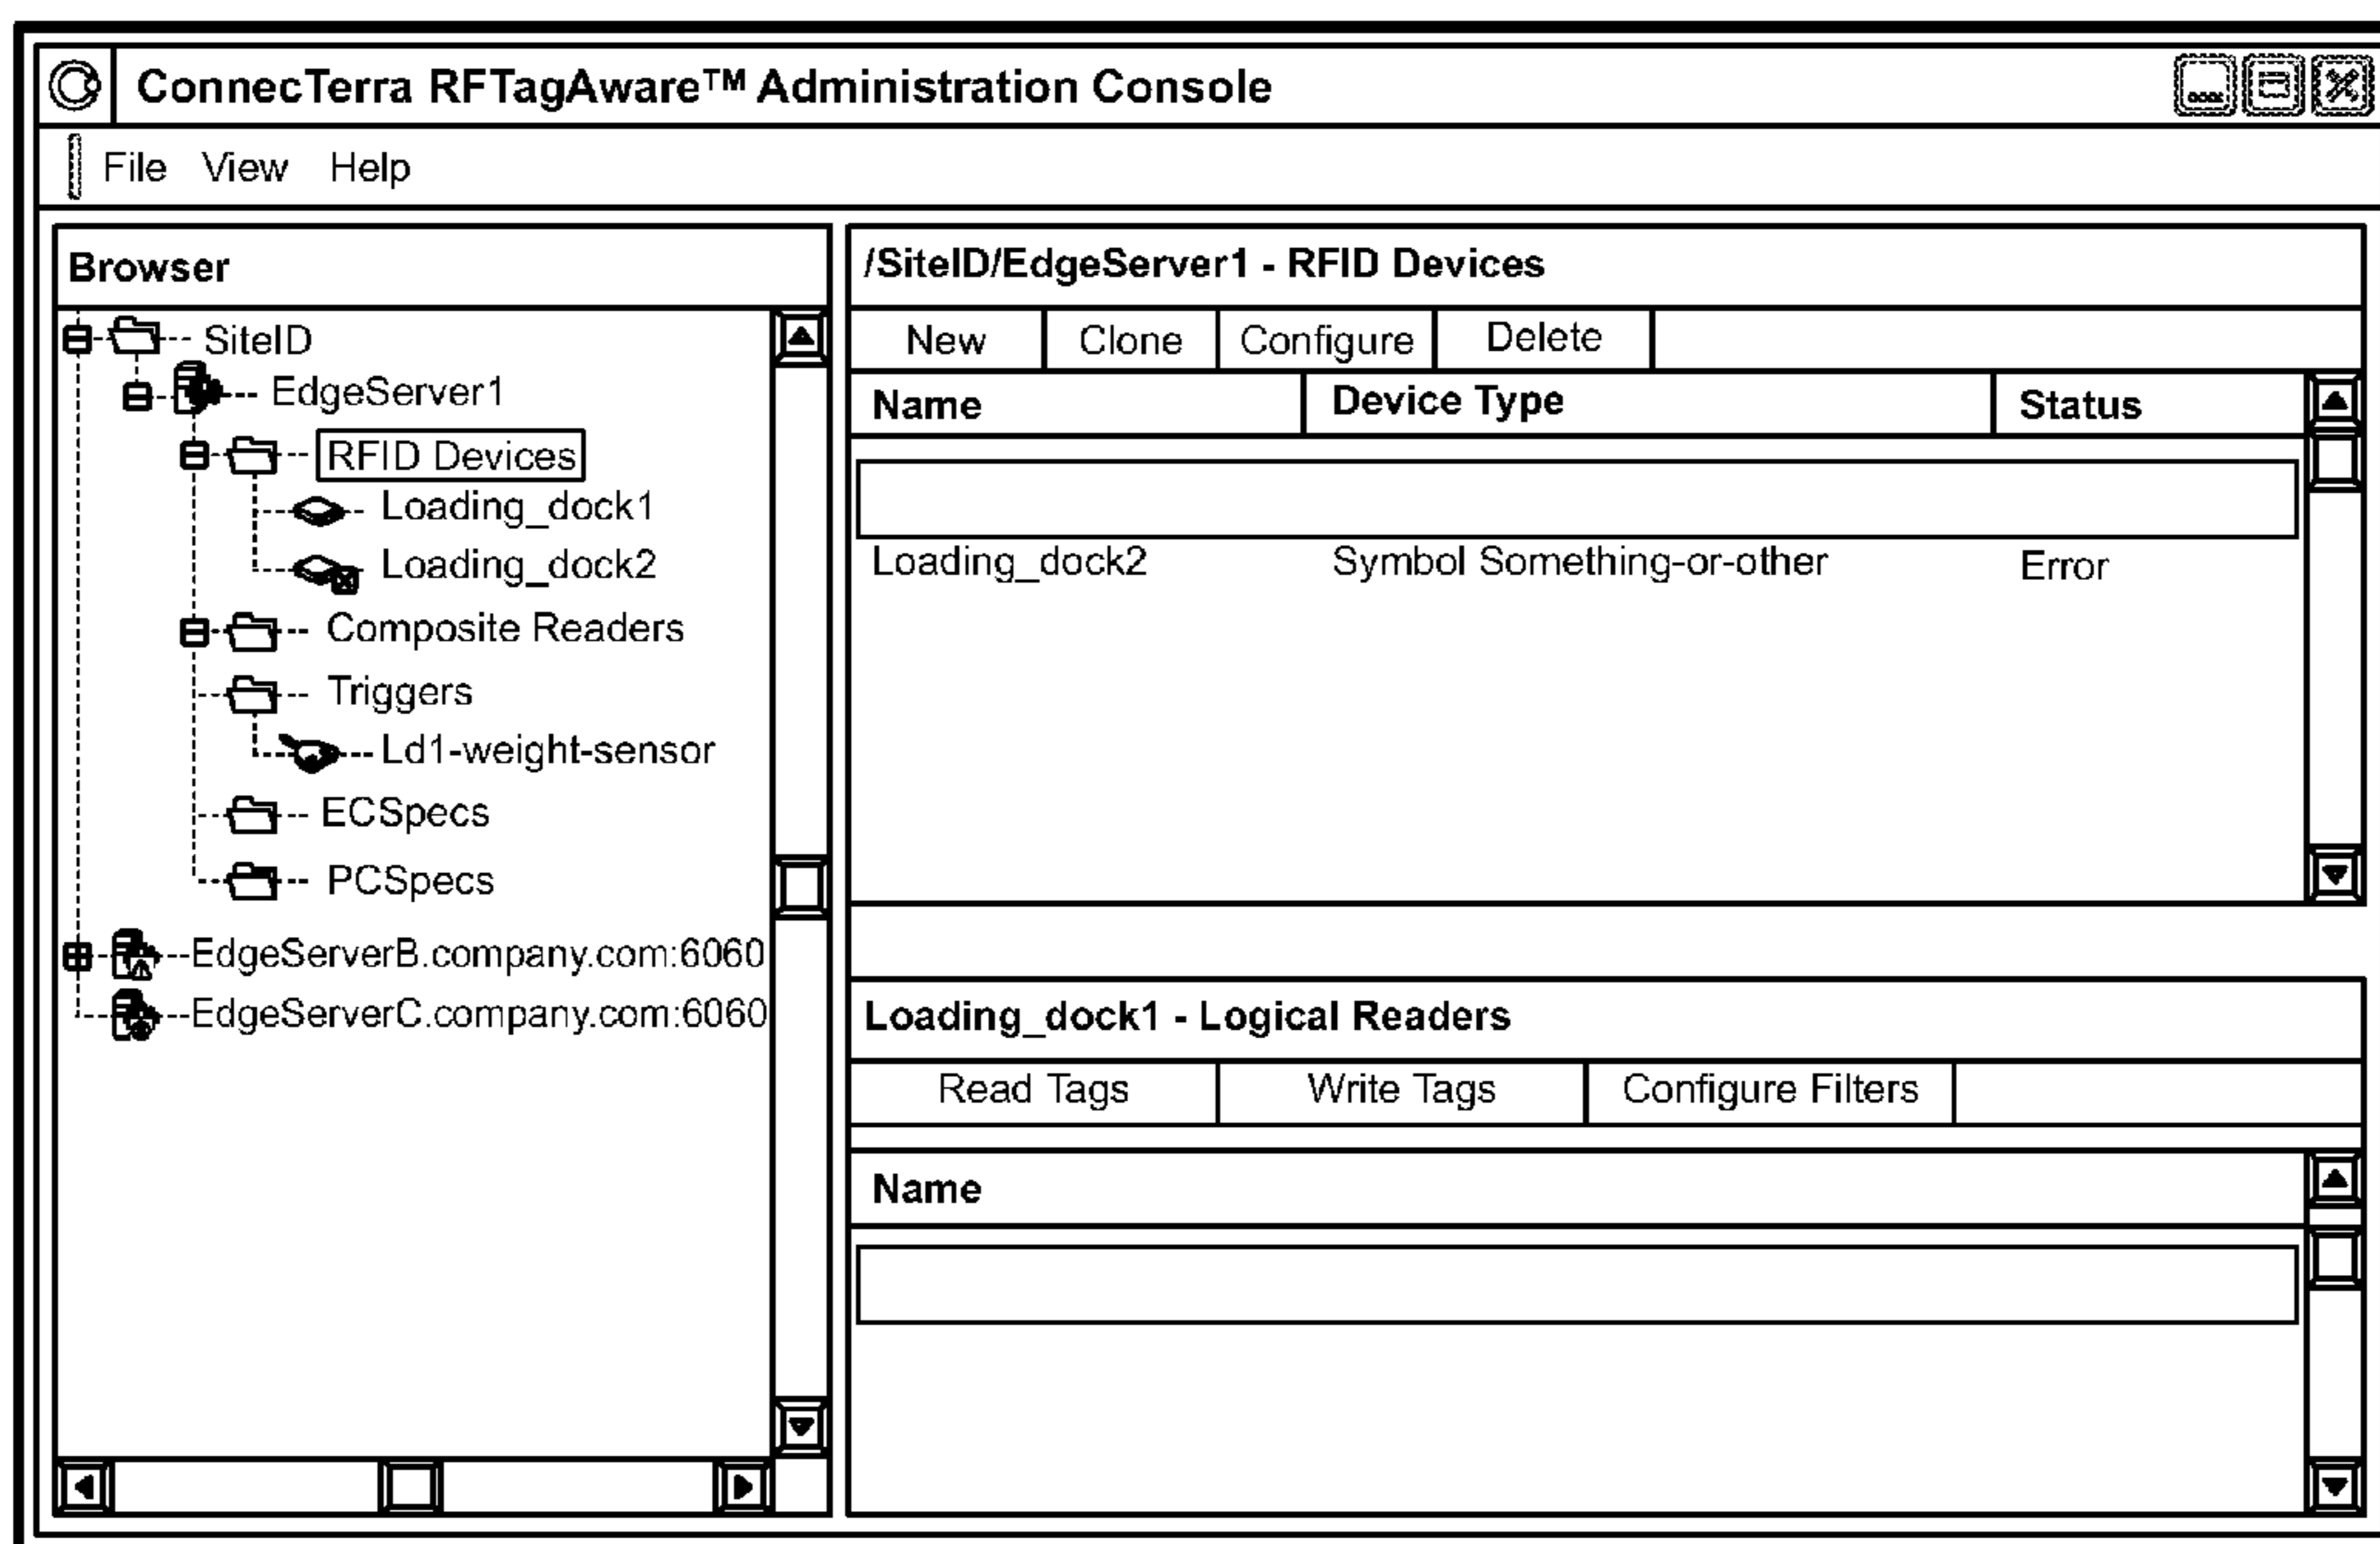 ConnecTerra RFTagAware™ Administration Console
File View Help
Browser
SiteID
EdgeServer1
RFID Devices
Loading_dock1
Loading_dock2
Composite Readers
Triggers
Ld1-weight-sensor
ECSpecs
PCSpecs
EdgeServerB.company.com:6060
EdgeServerC.company.com:6060
/SiteID/EdgeServer1 - RFID Devices
New Clone Configure Delete
Name Device Type Status
Loading_dock2 Symbol Something-or-other Error
Loading_dock1 - Logical Readers
Read Tags Write Tags Configure Filters
Name